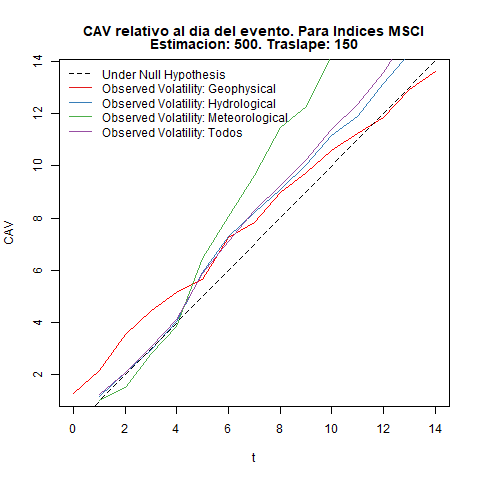 CAV relativo al dia del evento. Para Indices MSCI
Estimacion: 500. Traslape: 150
Under Null Hypothesis
Observed Volatility: Geophysical
Observed Volatility: Hydrological
Observed Volatility: Meteorological
Observed Volatility: Todos
CAV
14
12
10
8
6
4
2
0 2 4 6 8 10 12 14
t